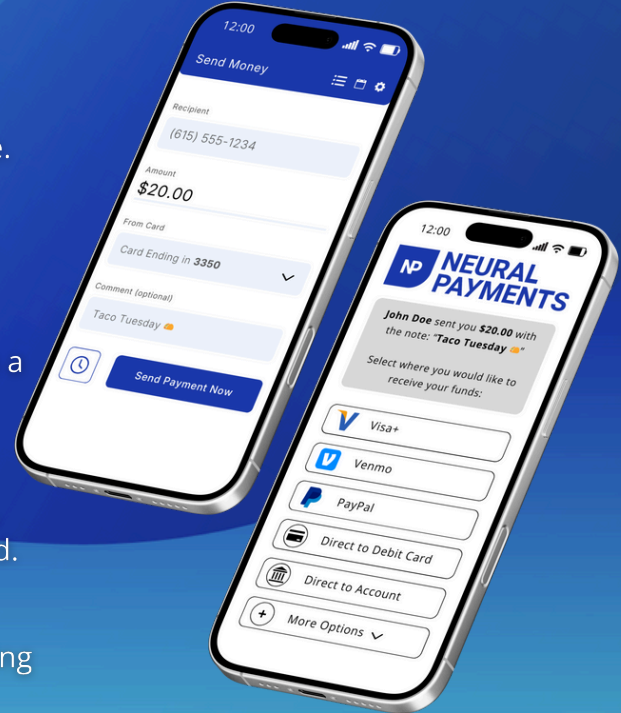 12:00
Send Money
Recipient
(615) 555-1234
Amount
$20.00
From Card
Card Ending in 3350
Comment (optional)
Taco Tuesday 🌮
Send Payment Now
a
d.
12:00
NP NEURAL
PAYMENTS
John Doe sent you $20.00 with
the note: "Taco Tuesday 🌮"
Select where you would like to
receive your funds:
Visa+
Venmo
PayPal
Direct to Debit Card
Direct to Account
More Options